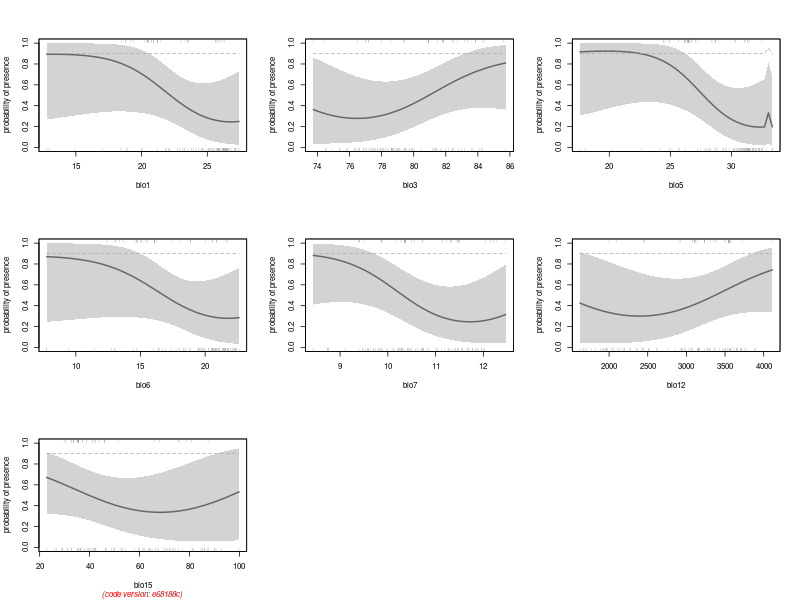 probability of presence
0.0 0.2 0.4 0.6 0.8 1.0
15 20 25
bio1
probability of presence
0.0 0.2 0.4 0.6 0.8 1.0
74 76 78 80 82 84 86
bio3
probability of presence
0.0 0.2 0.4 0.6 0.8 1.0
20 25 30
bio5
probability of presence
0.0 0.2 0.4 0.6 0.8 1.0
10 15 20
bio6
probability of presence
0.0 0.2 0.4 0.6 0.8 1.0
9 10 11 12
bio7
probability of presence
0.0 0.2 0.4 0.6 0.8 1.0
2000 2500 3000 3500 4000
bio12
probability of presence
0.0 0.2 0.4 0.6 0.8 1.0
20 40 60 80 100
bio15
(code version: e68188c)